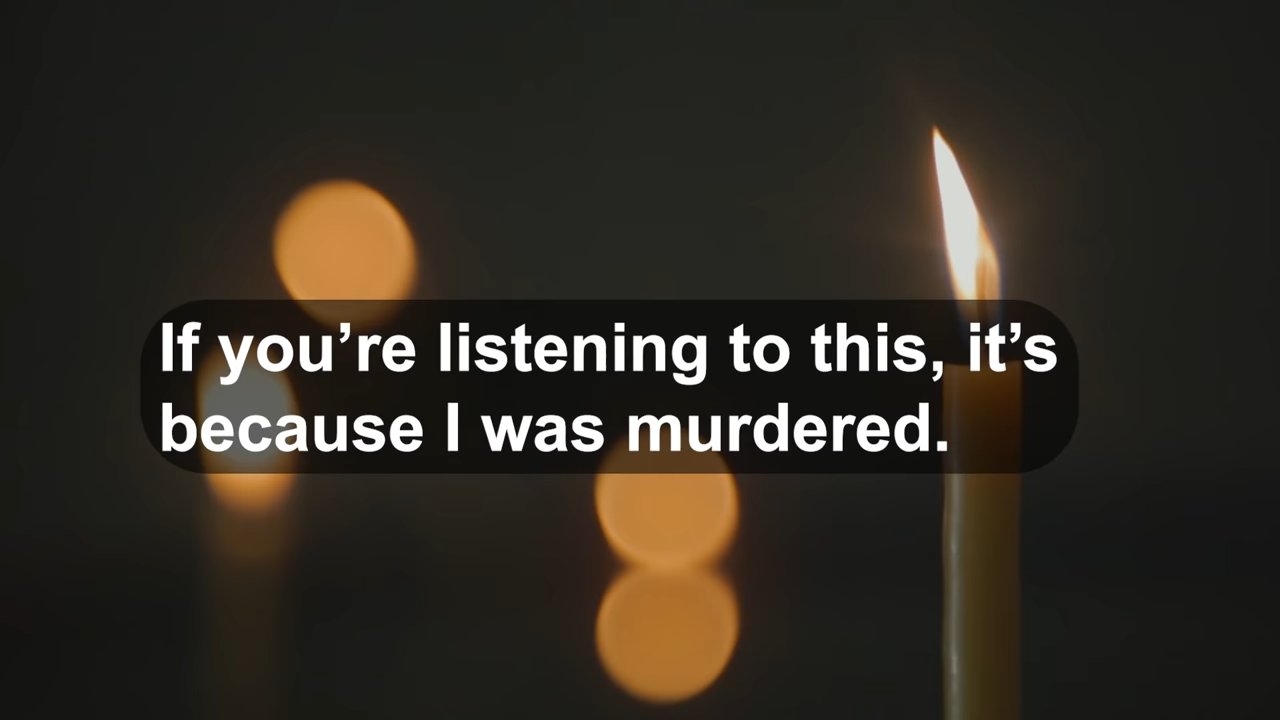 If you’re listening to this, it’s
because I was murdered.